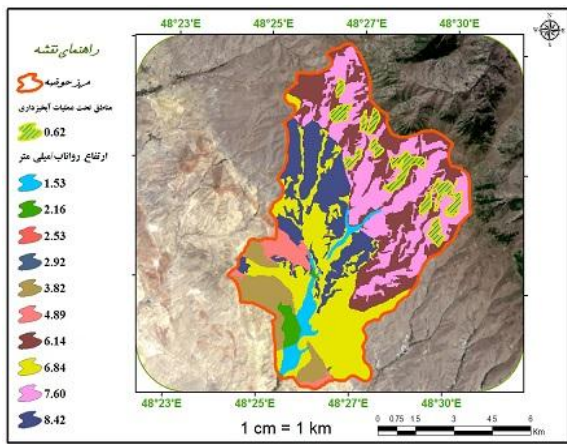 48°23'E 48°25'E 48°27'E 48°30'E
N
W E
S
راهنمای نقشه
مرز حوضه
مناطق تحت عملیات آبخیزداری
0.62
ارتفاع رواناب/میلی متر
1.53
2.16
2.53
2.92
3.82
4.89
6.14
6.84
7.60
8.42
48°23'E 48°25'E 48°27'E 48°30'E
1 cm = 1 km
0 0.75 1.5 3 4.5 6
Km